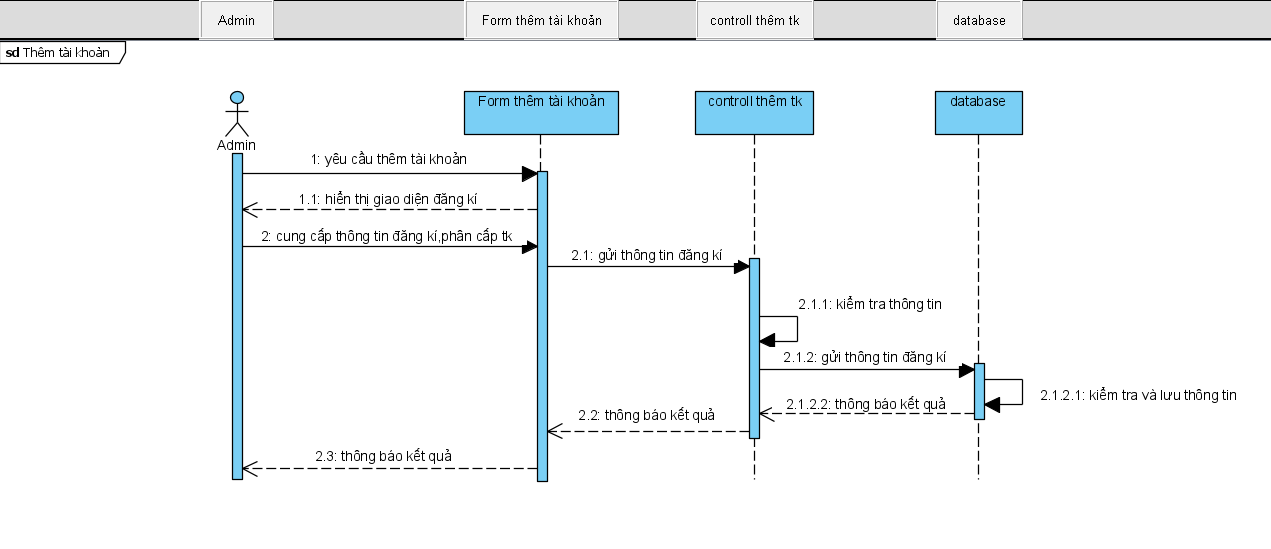 Admin
Form thêm tài khoản
controll thêm tk
database
sd Thêm tài khoản
Form thêm tài khoản
controll thêm tk
database
Admin
1: yêu cầu thêm tài khoản
1.1: hiển thị giao diện đăng kí
2: cung cấp thông tin đăng kí,phân cấp tk
2.1: gửi thông tin đăng kí
2.1.1: kiểm tra thông tin
2.1.2: gửi thông tin đăng kí
2.1.2.1: kiểm tra và lưu thông tin
2.1.2.2: thông báo kết quả
2.2: thông báo kết quả
2.3: thông báo kết quả